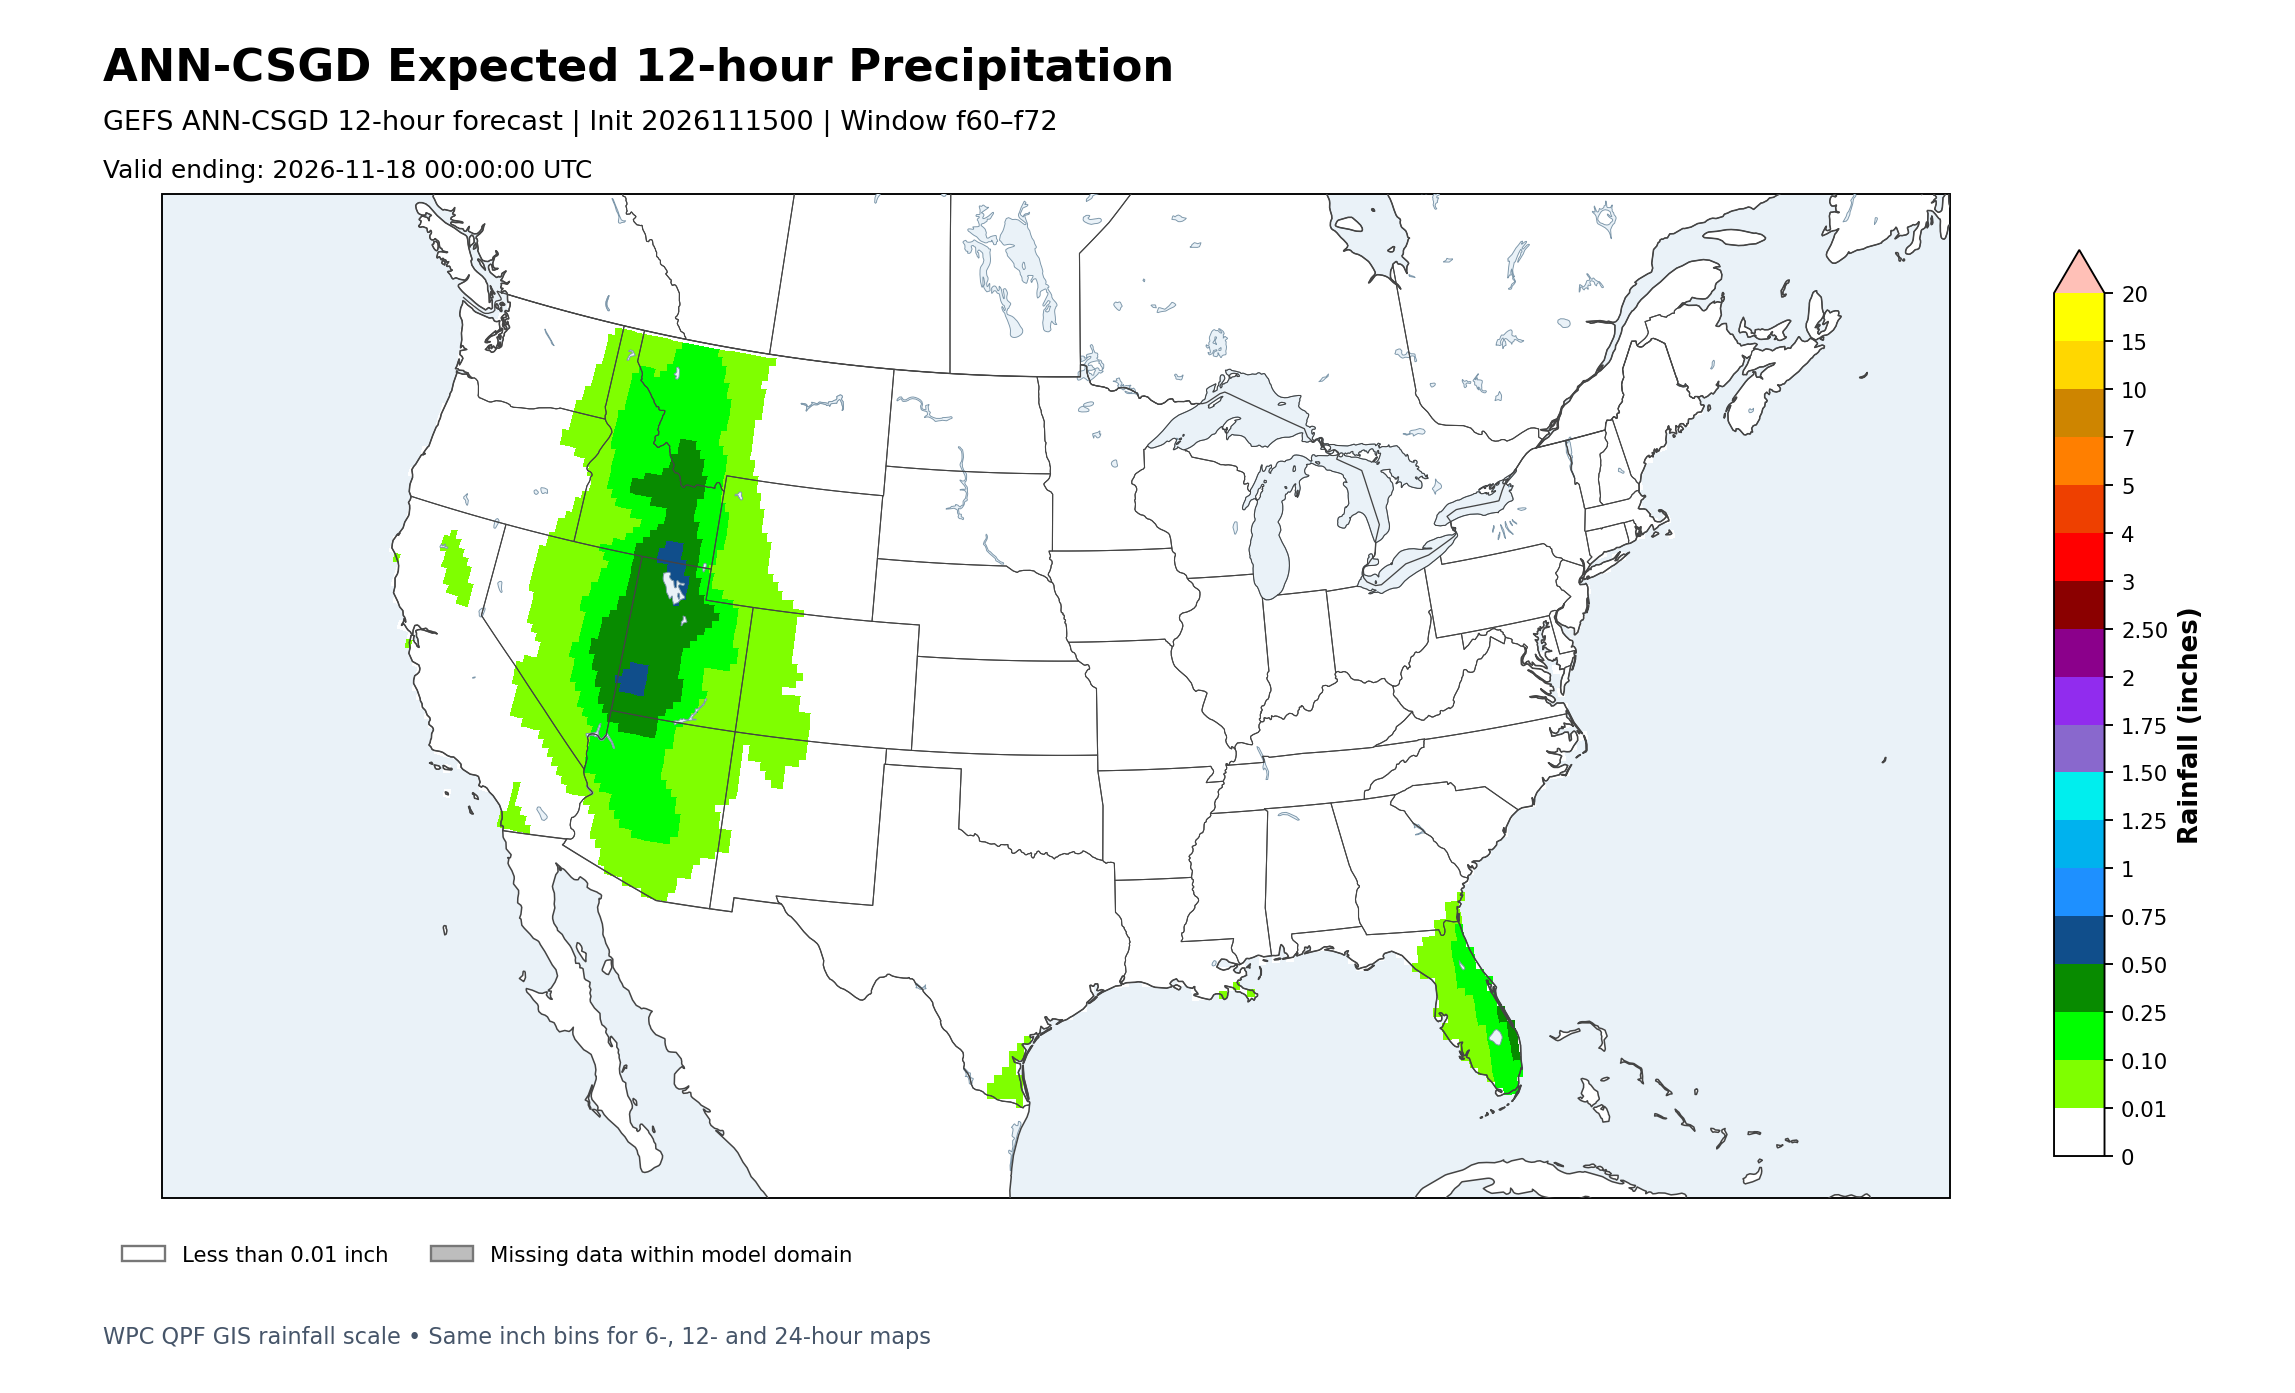 ANN-CSGD Expected 12-hour Precipitation
GEFS ANN-CSGD 12-hour forecast | Init 2026111500 | Window f60–f72
Valid ending: 2026-11-18 00:00:00 UTC
20
15
10
7
5
4
3
2.50
2
1.75
1.50
1.25
1
0.75
0.50
0.25
0.10
0.01
0
Rainfall (inches)
Less than 0.01 inch
Missing data within model domain
WPC QPF GIS rainfall scale • Same inch bins for 6-, 12- and 24-hour maps